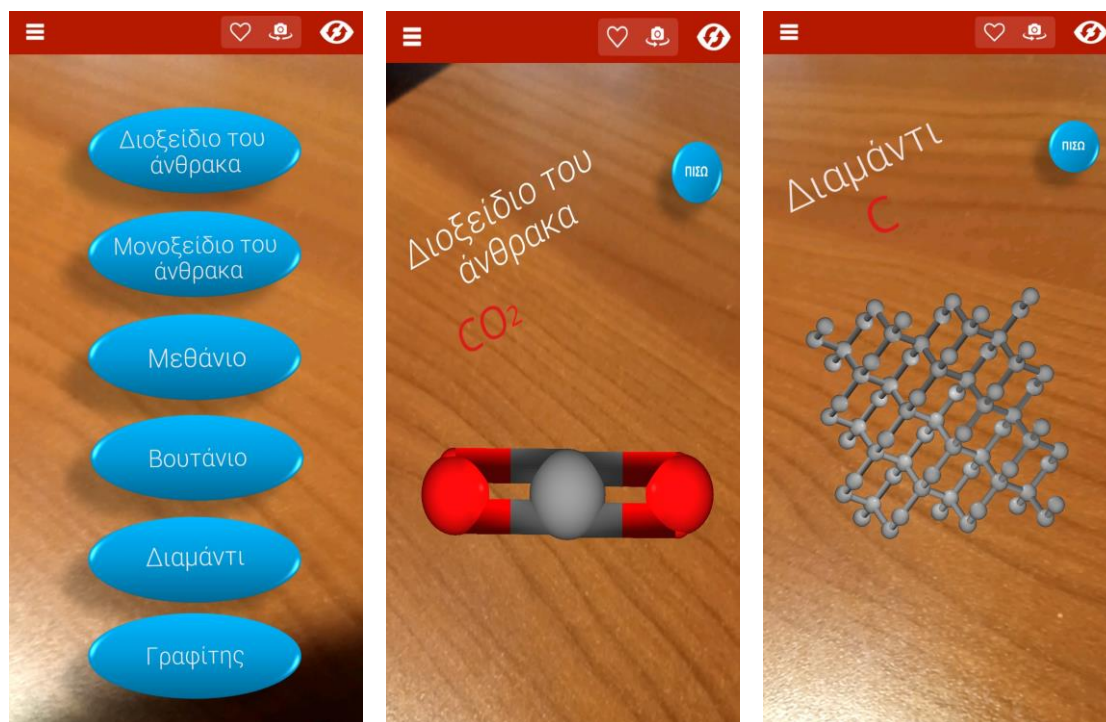 Διοξείδιο του
άνθρακα
Μονοξείδιο του
άνθρακα
Μεθάνιο
Βουτάνιο
Διαμάντι
Γραφίτης
ΠΙΣΩ
Διοξείδιο του
άνθρακα
CO₂
ΠΙΣΩ
Διαμάντι
C